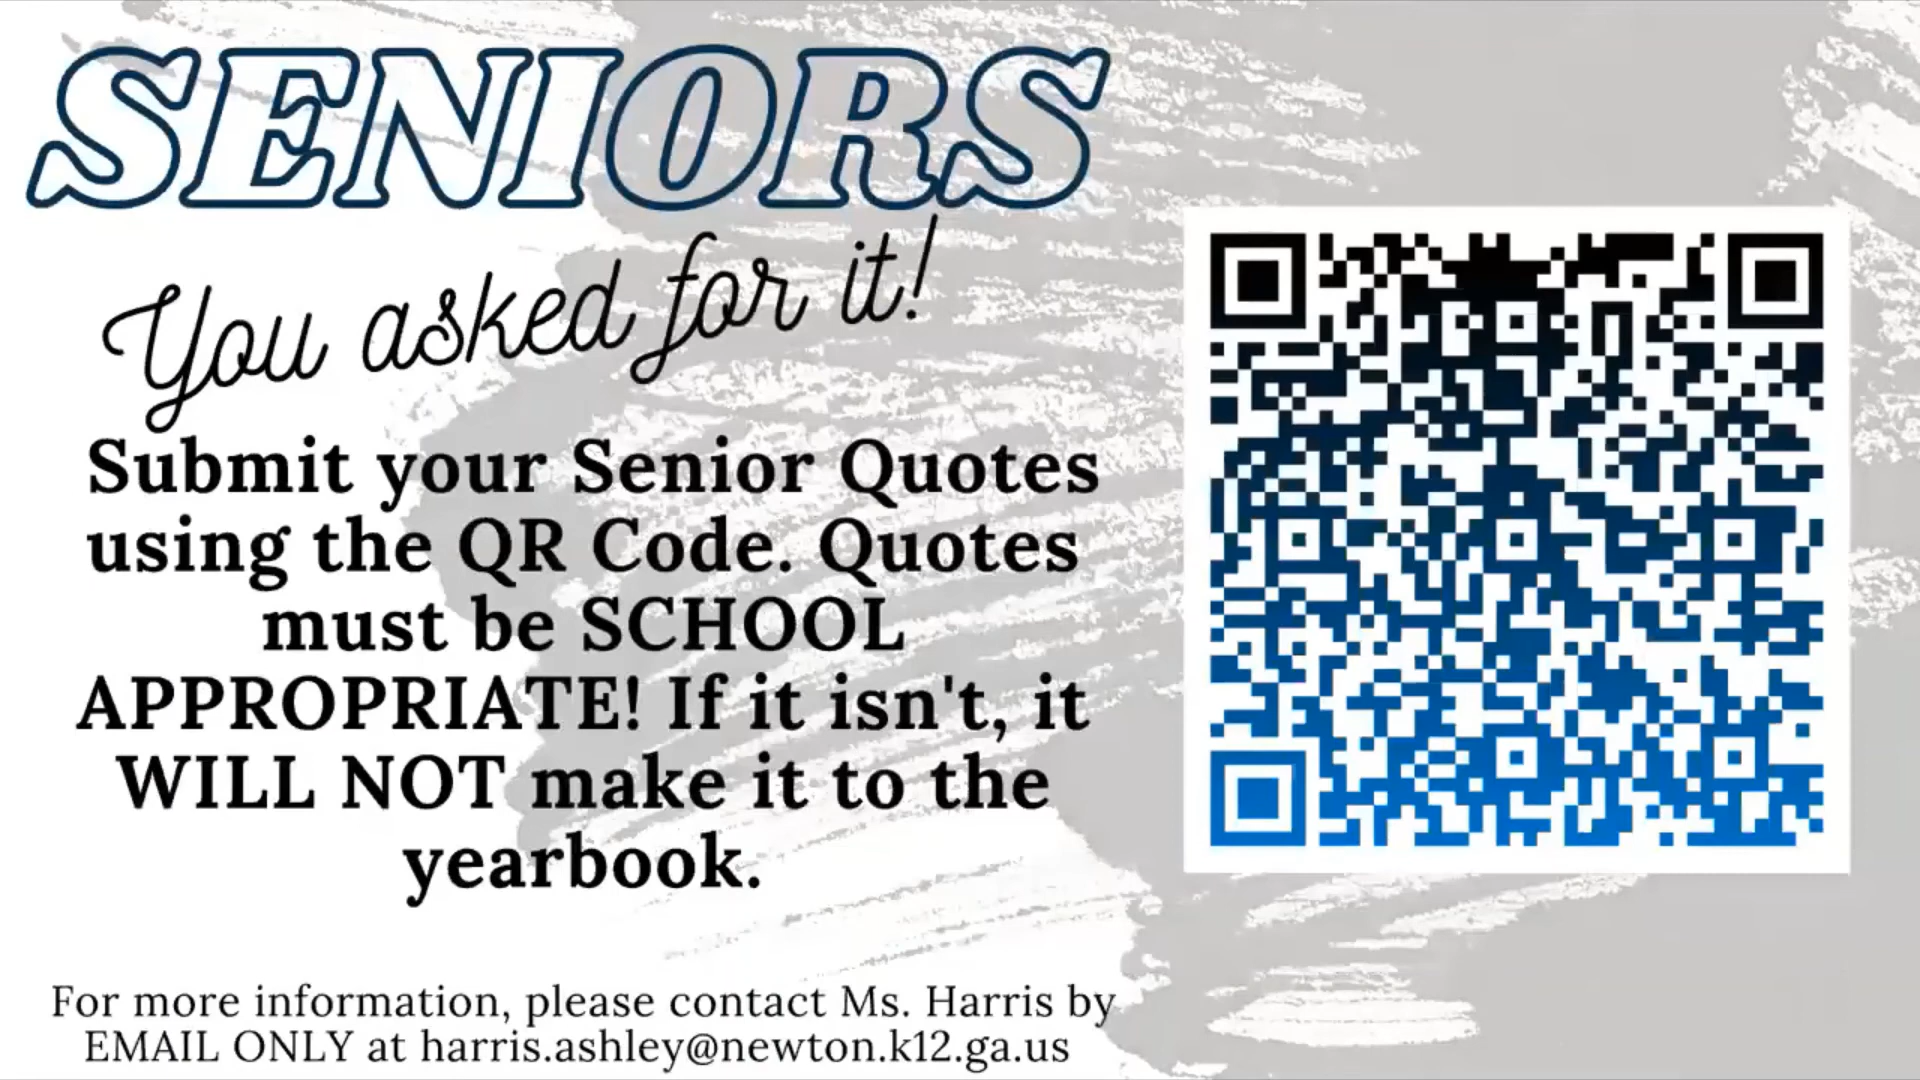 SENIORS
You asked for it!
Submit your Senior Quotes
using the QR Code. Quotes
must be SCHOOL
APPROPRIATE! If it isn't, it
WILL NOT make it to the
yearbook.
For more information, please contact Ms. Harris by
EMAIL ONLY at harris.ashley@newton.k12.ga.us